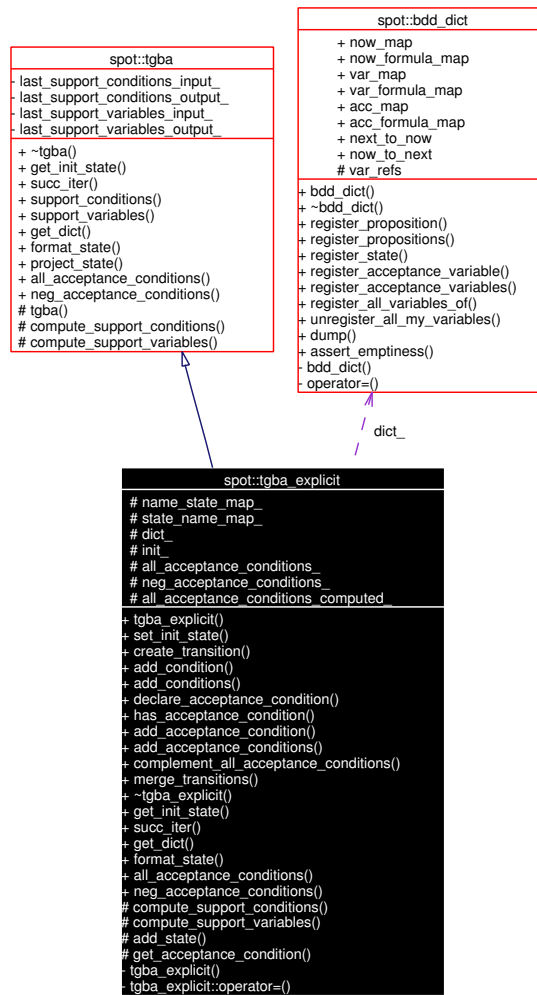 spot::tgba
- last_support_conditions_input_
- last_support_conditions_output_
- last_support_variables_input_
- last_support_variables_output_
+ ~tgba()
+ get_init_state()
+ succ_iter()
+ support_conditions()
+ support_variables()
+ get_dict()
+ format_state()
+ project_state()
+ all_acceptance_conditions()
+ neg_acceptance_conditions()
# tgba()
# compute_support_conditions()
# compute_support_variables()
spot::bdd_dict
+ now_map
+ now_formula_map
+ var_map
+ var_formula_map
+ acc_map
+ acc_formula_map
+ next_to_now
+ now_to_next
# var_refs
+ bdd_dict()
+ ~bdd_dict()
+ register_proposition()
+ register_propositions()
+ register_state()
+ register_acceptance_variable()
+ register_acceptance_variables()
+ register_all_variables_of()
+ unregister_all_my_variables()
+ dump()
+ assert_emptiness()
- bdd_dict()
- operator=()
dict_
spot::tgba_explicit
# name_state_map_
# state_name_map_
# dict_
# init_
# all_acceptance_conditions_
# neg_acceptance_conditions_
# all_acceptance_conditions_computed_
+ tgba_explicit()
+ set_init_state()
+ create_transition()
+ add_condition()
+ add_conditions()
+ declare_acceptance_condition()
+ has_acceptance_condition()
+ add_acceptance_condition()
+ add_acceptance_conditions()
+ complement_all_acceptance_conditions()
+ merge_transitions()
+ ~tgba_explicit()
+ get_init_state()
+ succ_iter()
+ get_dict()
+ format_state()
+ all_acceptance_conditions()
+ neg_acceptance_conditions()
# compute_support_conditions()
# compute_support_variables()
# add_state()
# get_acceptance_condition()
- tgba_explicit()
- tgba_explicit::operator=()